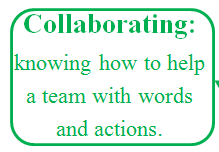 Collaborating:
knowing how to help
a team with words
and actions.